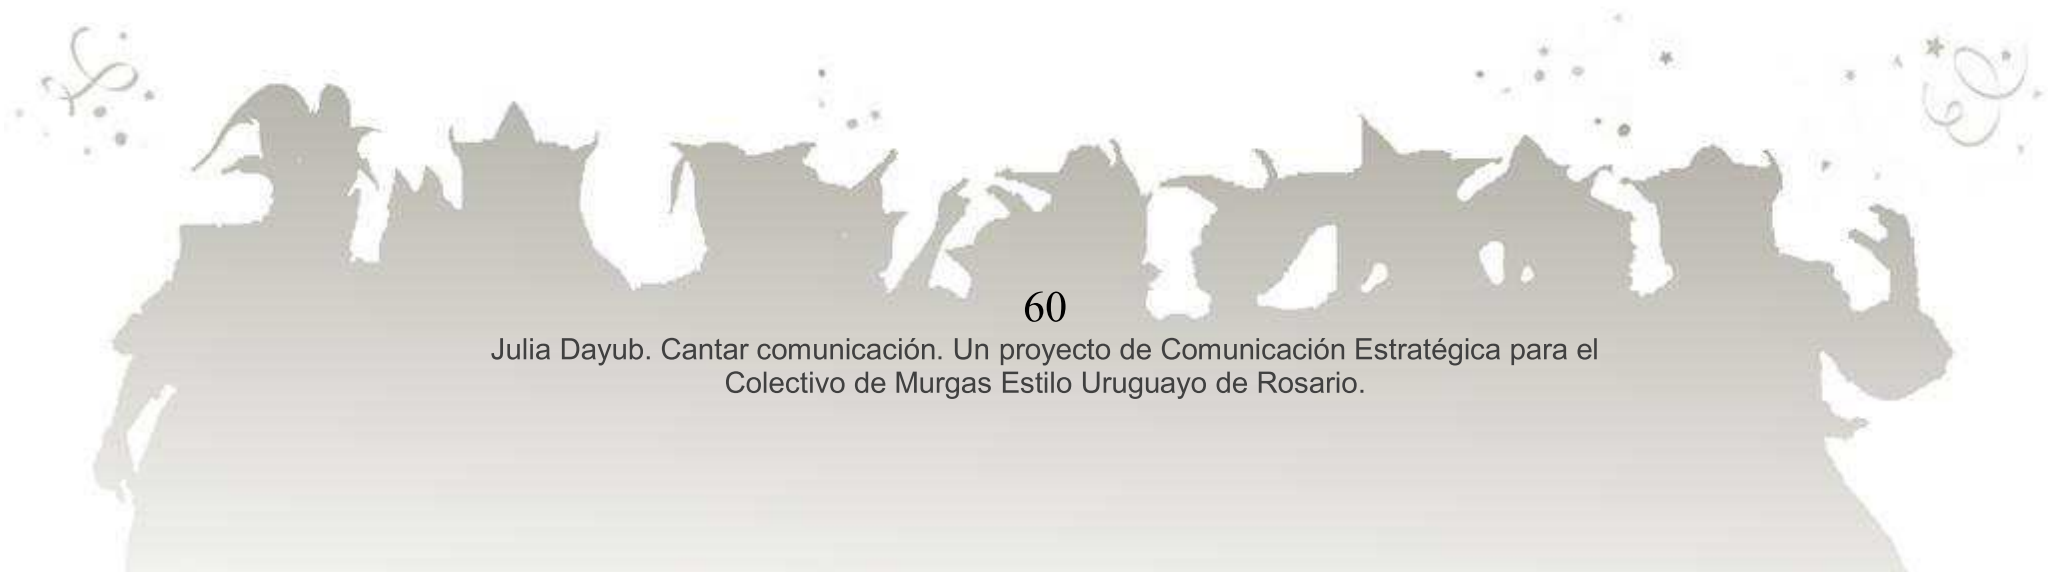 60
Julia Dayub. Cantar comunicación. Un proyecto de Comunicación Estratégica para el
Colectivo de Murgas Estilo Uruguayo de Rosario.